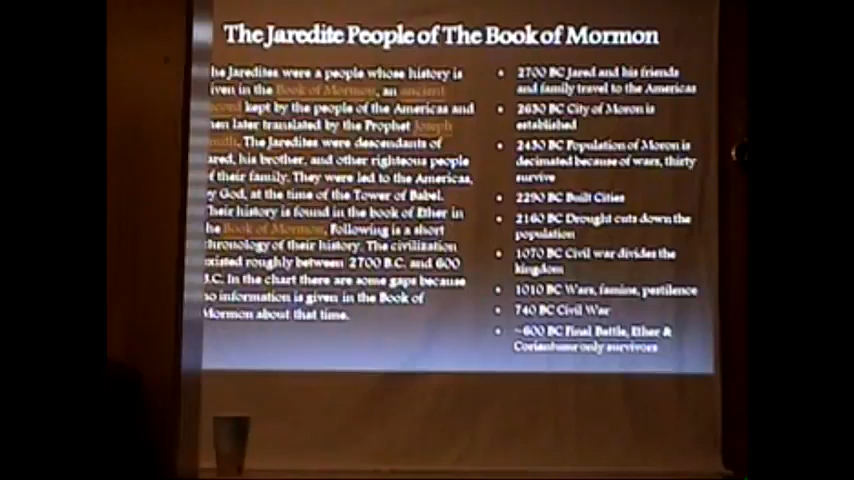 The Jaredite People of The Book of Mormon
he Jaredites were a people whose history is
iven in the Book of Mormon, an ancient
ecord kept by the people of the Americas and
hen later translated by the Prophet Joseph
mith. The Jaredites were descendants of
ared, his brother, and other righteous people
f their family. They were led to the Americas,
y God, at the time of the Tower of Babel.
heir history is found in the book of Ether in
he Book of Mormon. Following is a short
hronology of their history. The civilization
xisted roughly between 2700 B.C. and 600
B.C. In the chart there are some gaps because
no information is given in the Book of
Mormon about that time.
• 2700 BC Jared and his friends
and family travel to the Americas
• 2630 BC City of Moron is
established
• 2430 BC Population of Moron is
decimated because of wars, thirty
survive
• 2290 BC Built Cities
• 2160 BC Drought cuts down the
population
• 1070 BC Civil war divides the
kingdom
• 1010 BC Wars, famine, pestilence
• 740 BC Civil War
• ~600 BC Final Battle, Ether &
Coriantumr only survivors